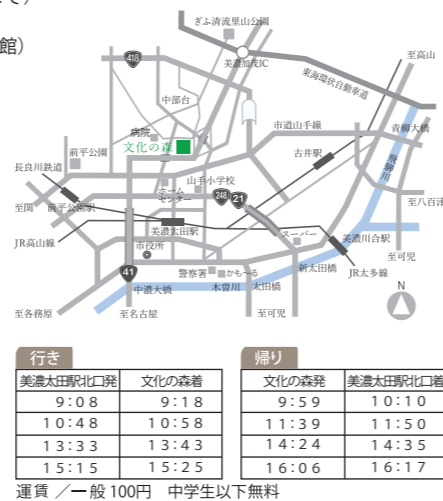 館）
ぎふ清流里山公園
至高山
418
美濃加茂IC
東海環状自動車道
中部台
病院
文化の森
市道山手線
青柳大橋
前平公園
古井駅
飛騨川
長良川鉄道
山手小学校
ホーム
センター
248
21
至八百津
至関
前平公園駅
美濃太田駅
スーパー
美濃川合駅
JR高山線
市役所
至可児
41
警察署
かも～る
新太田橋
JR太多線
中濃大橋
木曽川
太田橋
N
至各務原
至名古屋
至可児
行き
美濃太田駅北口発 文化の森着
9：08 9：18
10：48 10：58
13：33 13：43
15：15 15：25
帰り
文化の森発 美濃太田駅北口着
9：59 10：10
11：39 11：50
14：24 14：35
16：06 16：17
運賃 ／一般 100円 中学生以下無料